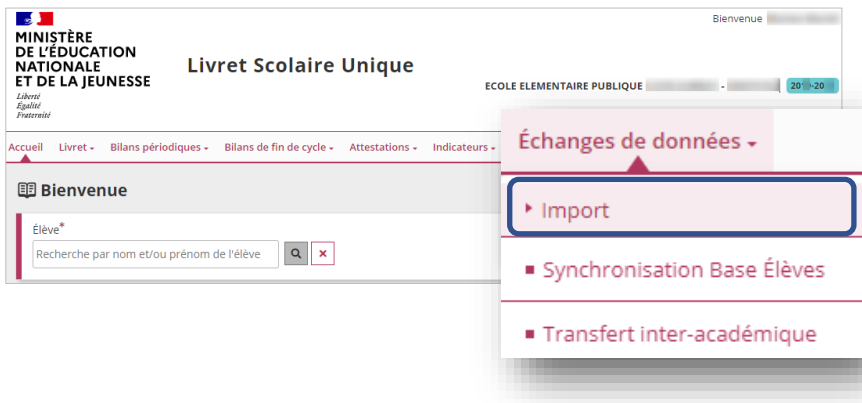 Bienvenue
MINISTÈRE
DE L'ÉDUCATION
NATIONALE
ET DE LA JEUNESSE
Liberté
Égalité
Fraternité
Livret Scolaire Unique
ECOLE ELEMENTAIRE PUBLIQUE -
Accueil Livret Bilans périodiques Bilans de fin de cycle Attestations Indicateurs
Échanges de données
Import
Synchronisation Base Élèves
Transfert inter-académique
Bienvenue
Élève*
Recherche par nom et/ou prénom de l'élève